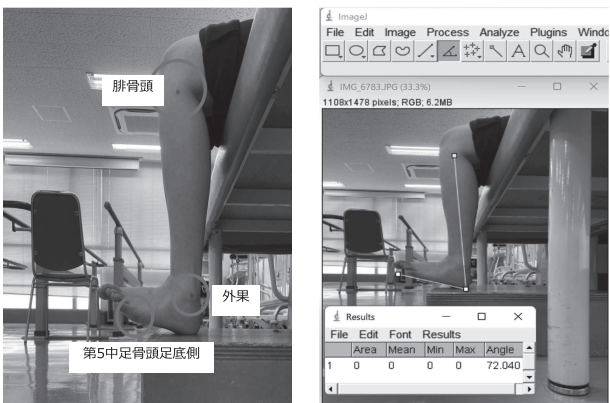 腓骨頭
外果
第5中足骨頭足底側
ImageJ
File Edit Image Process Analyze Plugins Windo
A
IMG_6783.JPG (33.3%)
1108x1478 pixels; RGB; 6.2MB
Results
File Edit Font Results
Area Mean Min Max Angle
1 0 0 0 0 72.040